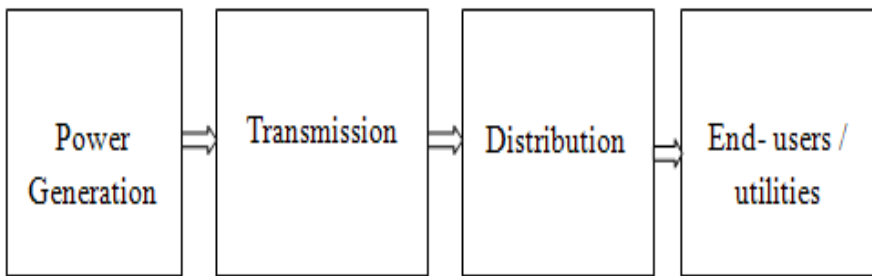 Power
Generation
Transmission
Distribution
End- users /
utilities